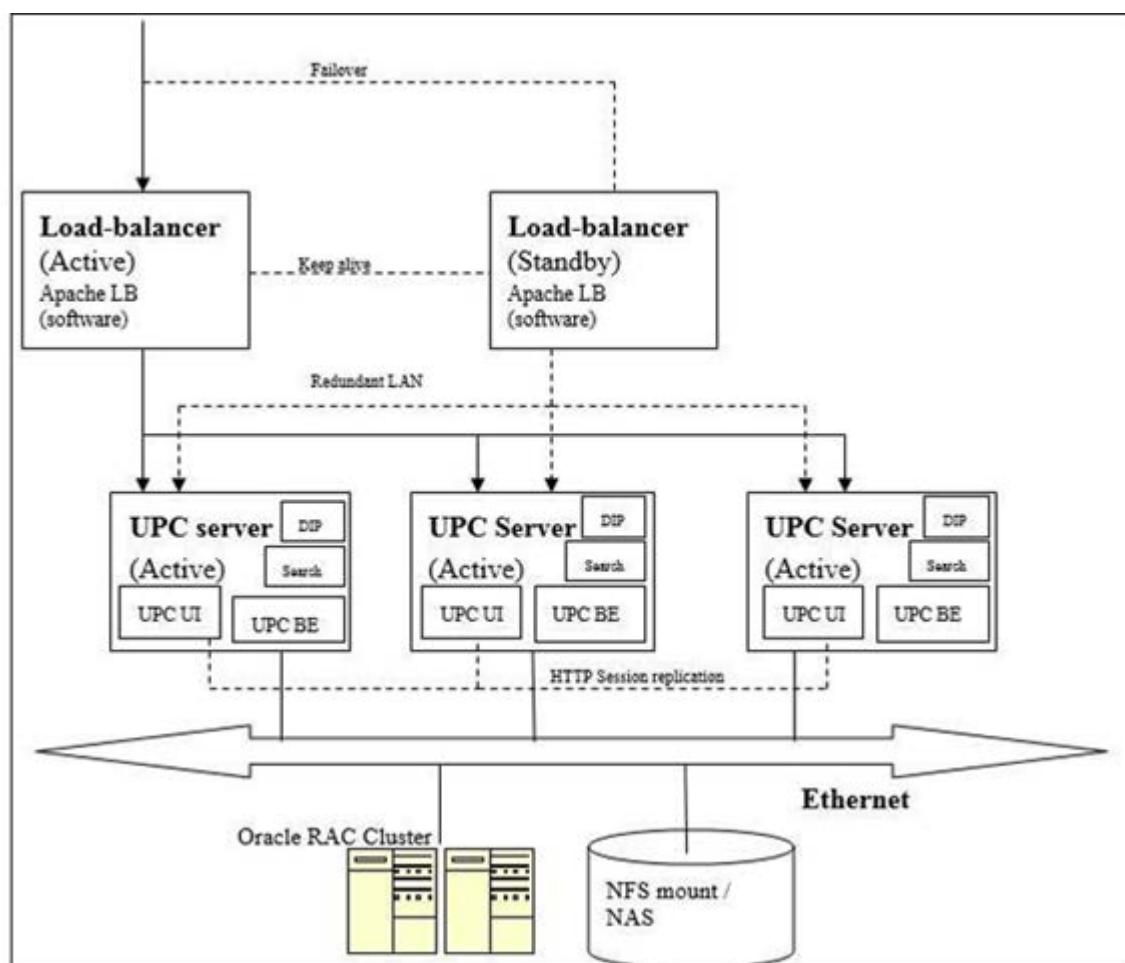 Failover
Load-balancer
(Active)
Apache LB
(software)
Keep alive
Load-balancer
(Standby)
Apache LB
(software)
Redundant LAN
UPC server
(Active)
DIP
Search
UPC UI
UPC BE
UPC Server
(Active)
DIP
Search
UPC UI
UPC BE
UPC Server
(Active)
DIP
Search
UPC UI
UPC BE
HTTP Session replication
Ethernet
Oracle RAC Cluster
NFS mount /
NAS